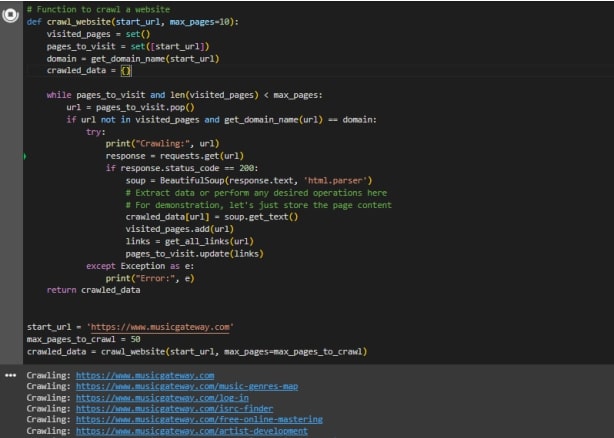 # Function to crawl a website
def crawl_website(start_url, max_pages=10):
    visited_pages = set()
    pages_to_visit = set([start_url])
    domain = get_domain_name(start_url)
    crawled_data = {}

    while pages_to_visit and len(visited_pages) < max_pages:
        url = pages_to_visit.pop()
        if url not in visited_pages and get_domain_name(url) == domain:
            try:
                print("Crawling:", url)
                response = requests.get(url)
                if response.status_code == 200:
                    soup = BeautifulSoup(response.text, 'html.parser')
                    # Extract data or perform any desired operations here
                    # For demonstration, let's just store the page content
                    crawled_data[url] = soup.get_text()
                    visited_pages.add(url)
                    links = get_all_links(url)
                    pages_to_visit.update(links)
            except Exception as e:
                print("Error:", e)
    return crawled_data

start_url = 'https://www.musicgateway.com'
max_pages_to_crawl = 50
crawled_data = crawl_website(start_url, max_pages=max_pages_to_crawl)

Crawling: https://www.musicgateway.com
Crawling: https://www.musicgateway.com/music-genres-map
Crawling: https://www.musicgateway.com/log-in
Crawling: https://www.musicgateway.com/isrc-finder
Crawling: https://www.musicgateway.com/free-online-mastering
Crawling: https://www.musicgateway.com/artist-development